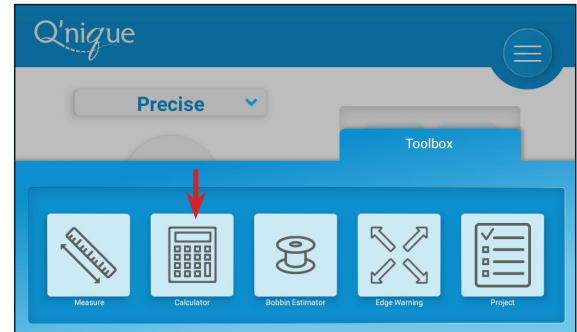 Q'nique
Precise
Toolbox
Measure
Calculator
Bobbin Estimator
Edge Warning
Project